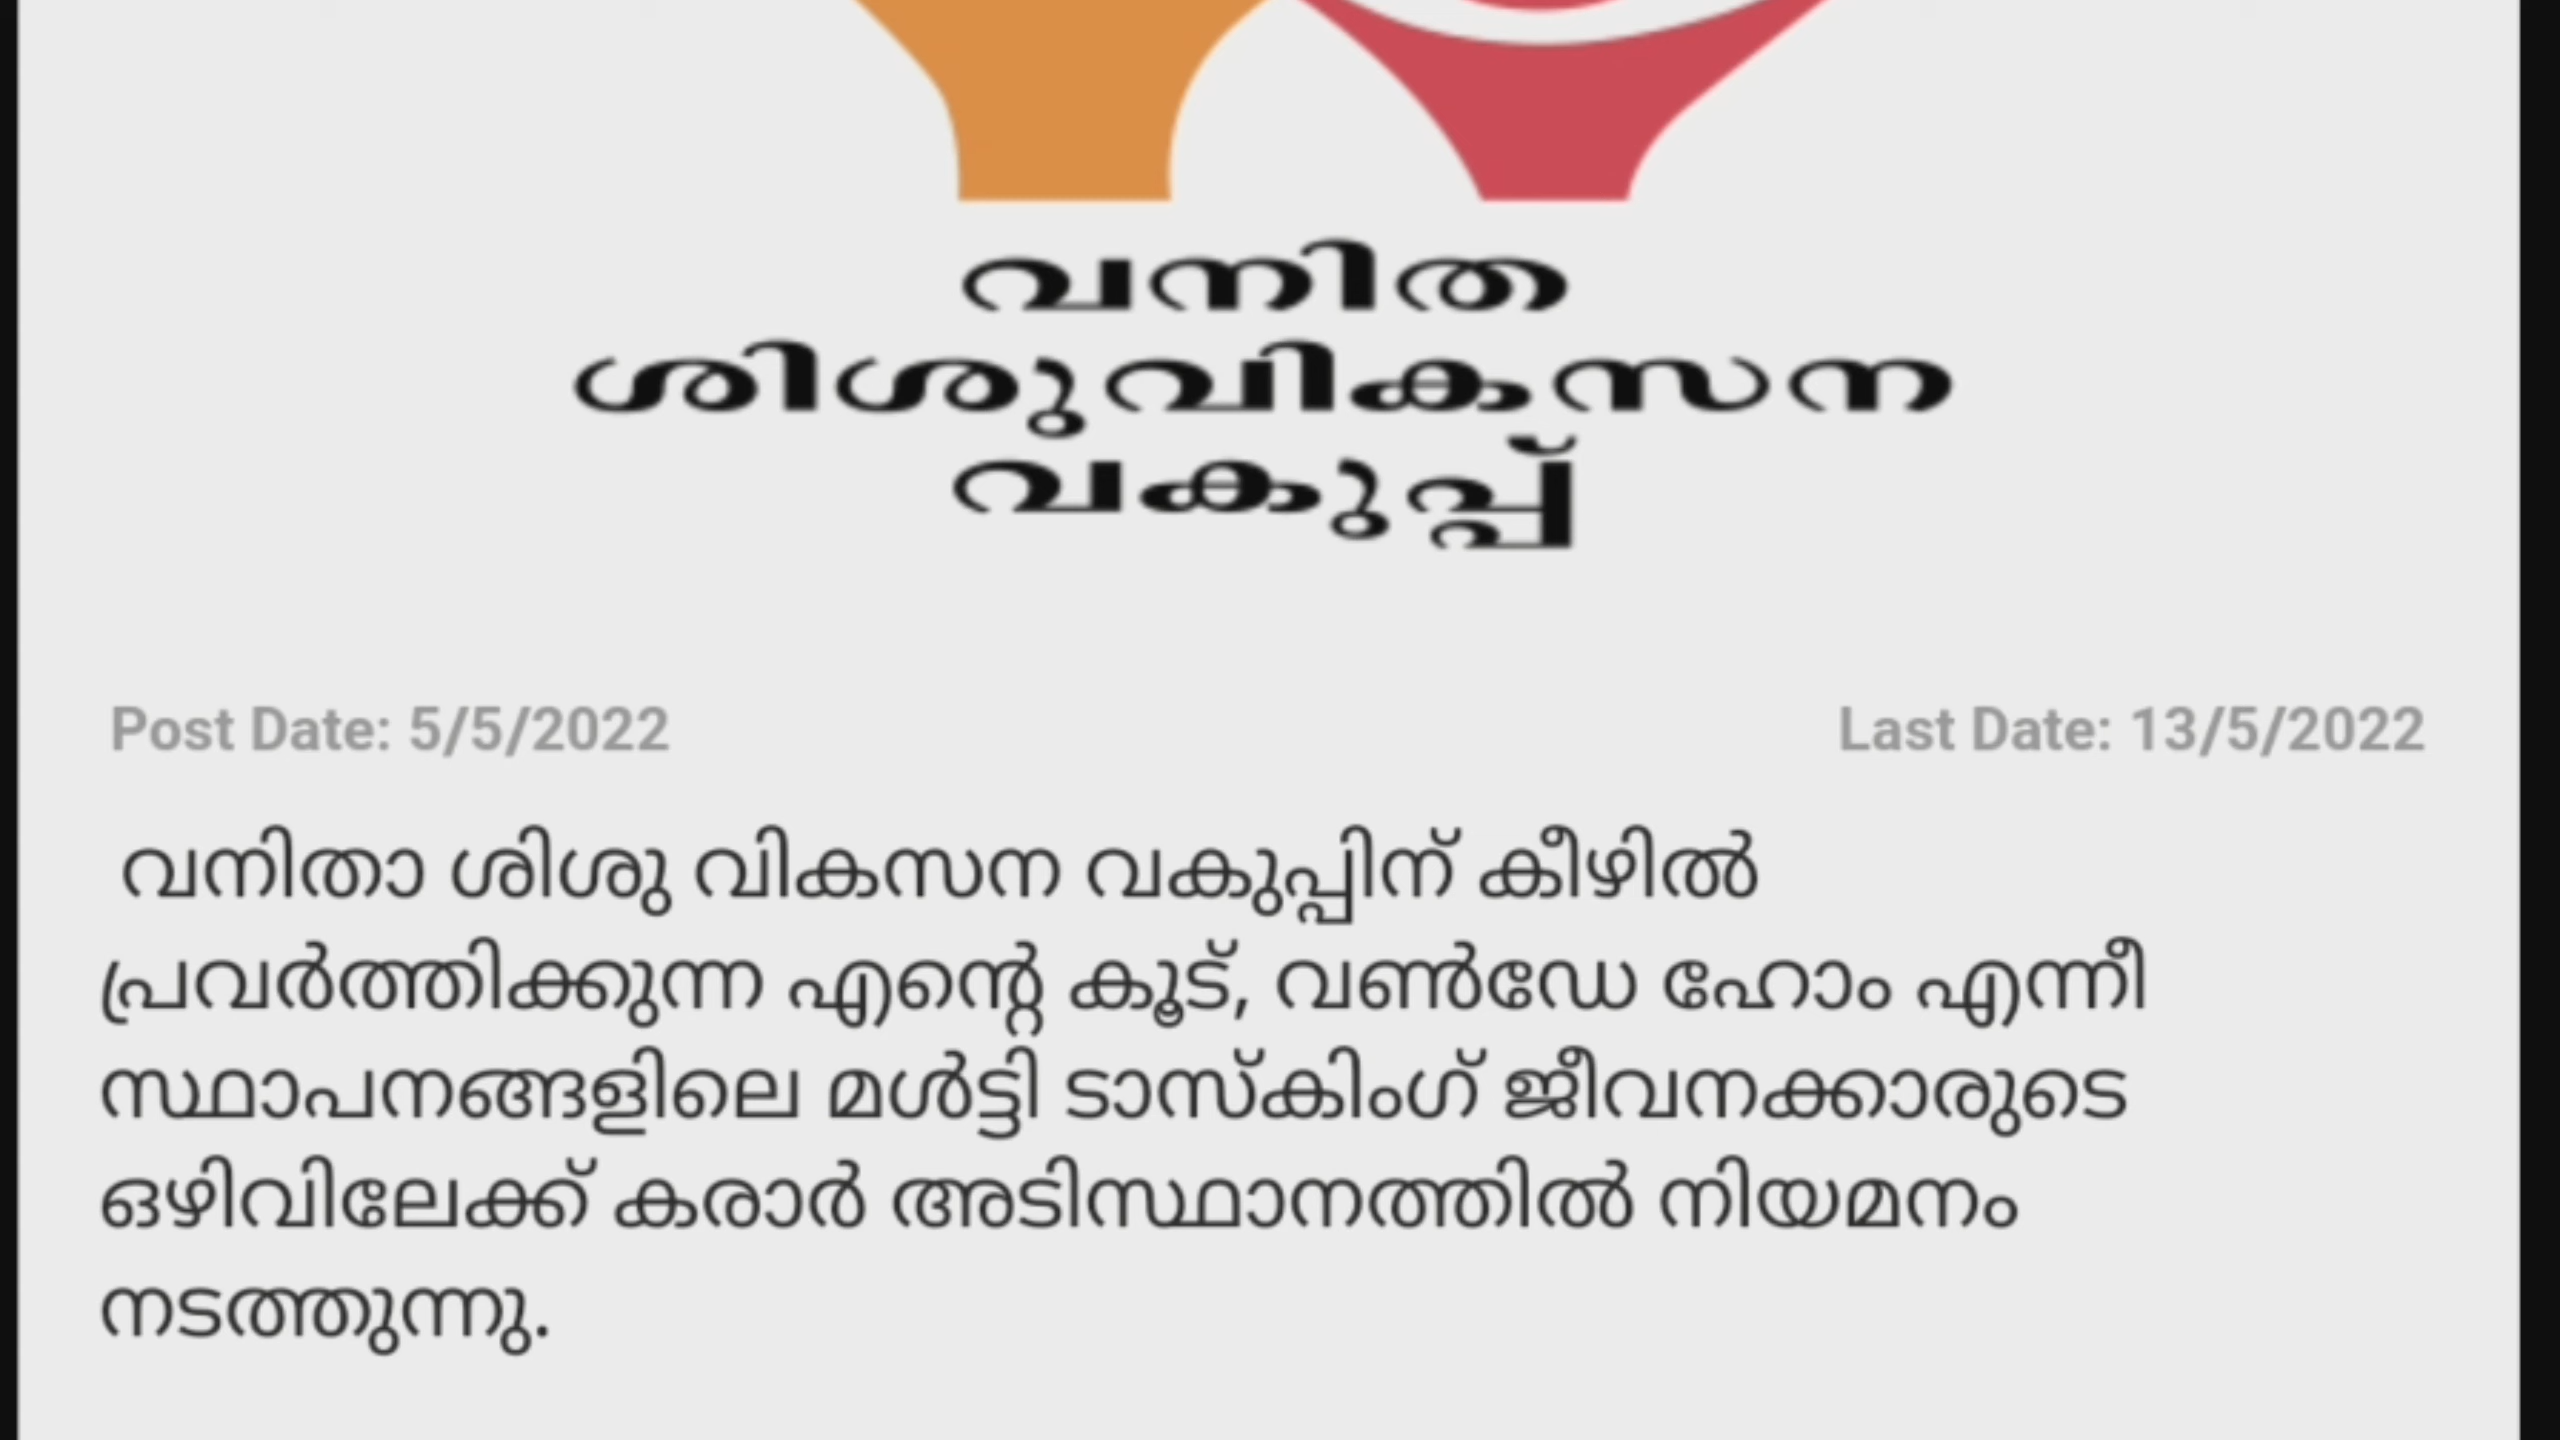 വനിത
ശിശുവികസന
വകുപ്പ്
Post Date: 5/5/2022 Last Date: 13/5/2022
വനിതാ ശിശു വികസന വകുപ്പിന് കീഴിൽ
പ്രവർത്തിക്കുന്ന എന്റെ കൂട്, വൺഡേ ഹോം എന്നീ
സ്ഥാപനങ്ങളിലെ മൾട്ടി ടാസ്കിംഗ് ജീവനക്കാരുടെ
ഒഴിവിലേക്ക് കരാർ അടിസ്ഥാനത്തിൽ നിയമനം
നടത്തുന്നു.